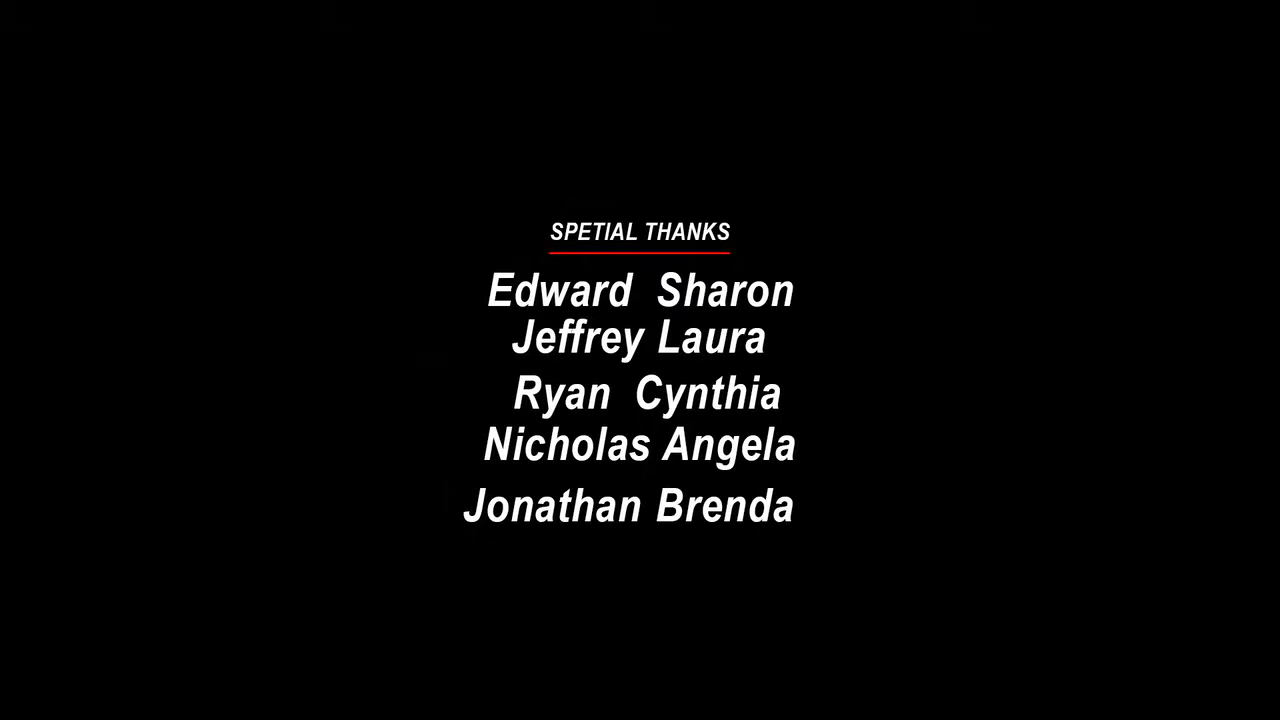 SPETIAL THANKS
Edward Sharon
Jeffrey Laura
Ryan Cynthia
Nicholas Angela
Jonathan Brenda